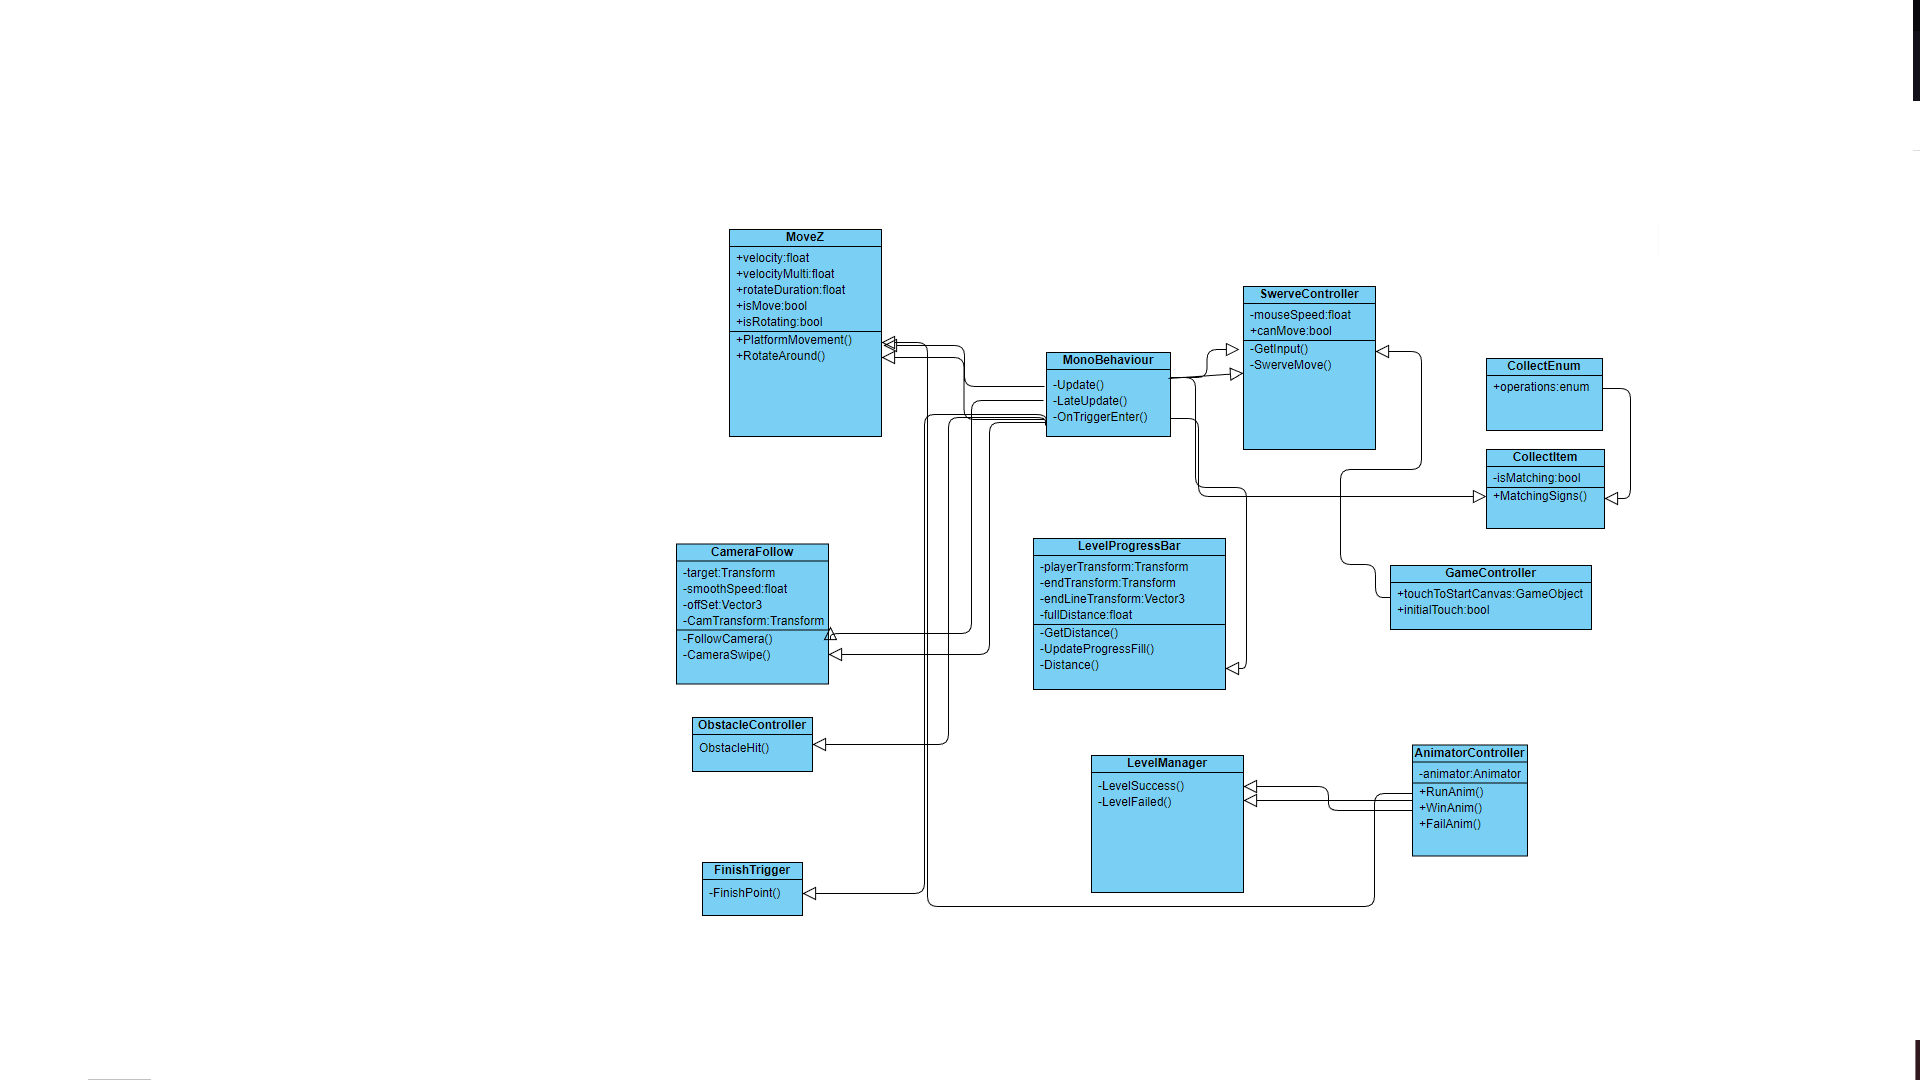 MoveZ
+velocity:float
+velocityMulti:float
+rotateDuration:float
+isMove:bool
+isRotating:bool
+PlatformMovement()
+RotateAround()
MonoBehaviour
-Update()
-LateUpdate()
-OnTriggerEnter()
SwerveController
-mouseSpeed:float
+canMove:bool
-GetInput()
-SwerveMove()
CollectEnum
+operations:enum
CollectItem
-isMatching:bool
+MatchingSigns()
CameraFollow
-target:Transform
-smoothSpeed:float
-offSet:Vector3
-CamTransform:Transform
-FollowCamera()
-CameraSwipe()
LevelProgressBar
-playerTransform:Transform
-endTransform:Transform
-endLineTransform:Vector3
-fullDistance:float
-GetDistance()
-UpdateProgressFill()
-Distance()
GameController
+touchToStartCanvas:GameObject
+initialTouch:bool
ObstacleController
ObstacleHit()
LevelManager
-LevelSuccess()
-LevelFailed()
AnimatorController
-animator:Animator
+RunAnim()
+WinAnim()
+FailAnim()
FinishTrigger
-FinishPoint()